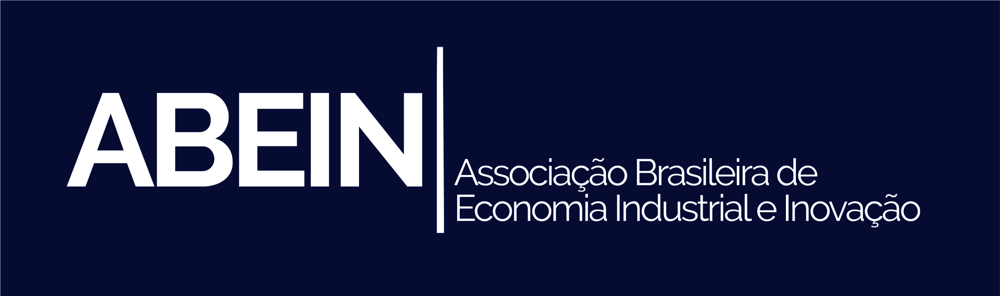 ABEIN
Associação Brasileira de
Economia Industrial e Inovação